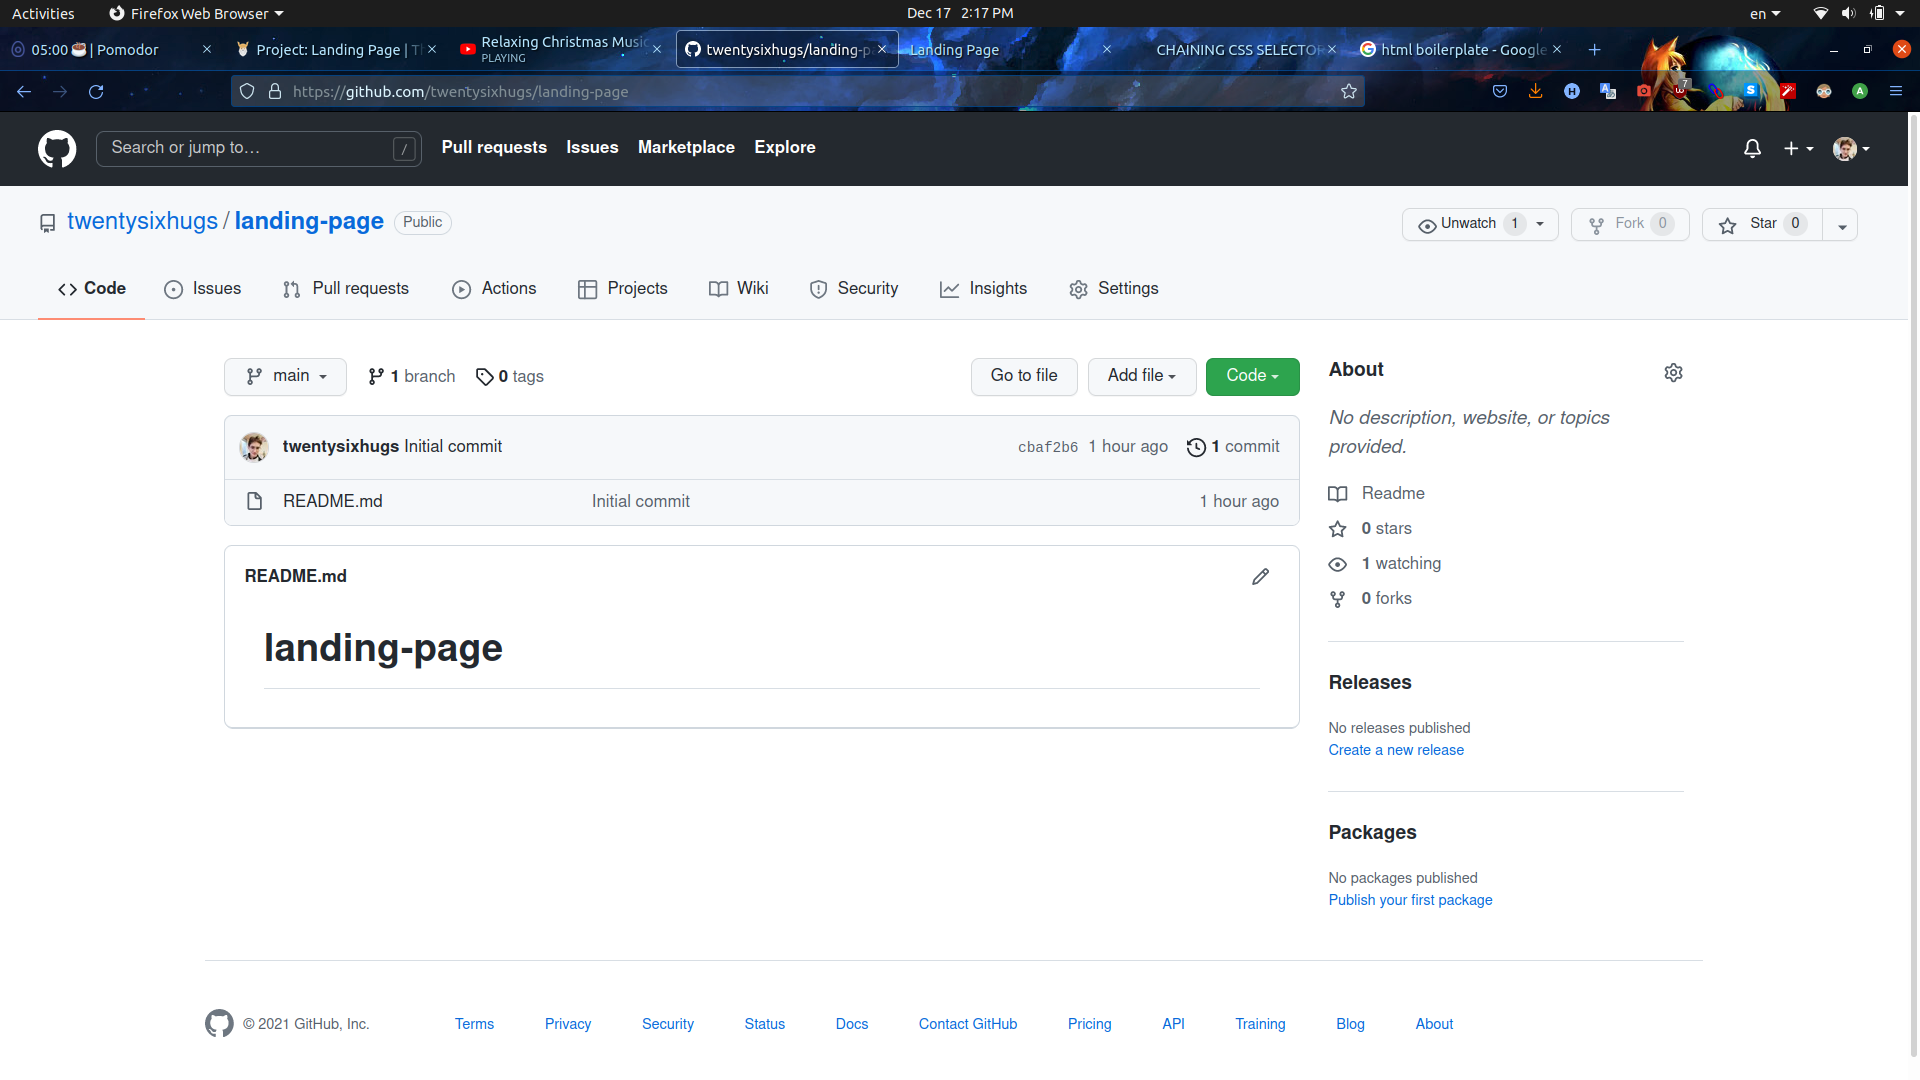 Activities Firefox Web Browser Dec 17 2:17 PM en
05:00 | Pomodor Project: Landing Page | Th Relaxing Christmas Music twentysixhugs/landing-p Landing Page CHAINING CSS SELECTOR html boilerplate - Google
PLAYING
https://github.com/twentysixhugs/landing-page
Search or jump to… / Pull requests Issues Marketplace Explore
twentysixhugs / landing-page Public Unwatch 1 Fork 0 Star 0
Code Issues Pull requests Actions Projects Wiki Security Insights Settings
main 1 branch 0 tags Go to file Add file Code
twentysixhugs Initial commit cbaf2b6 1 hour ago 1 commit
README.md Initial commit 1 hour ago
README.md
landing-page
About
No description, website, or topics
provided.
Readme
0 stars
1 watching
0 forks
Releases
No releases published
Create a new release
Packages
No packages published
Publish your first package
© 2021 GitHub, Inc. Terms Privacy Security Status Docs Contact GitHub Pricing API Training Blog About